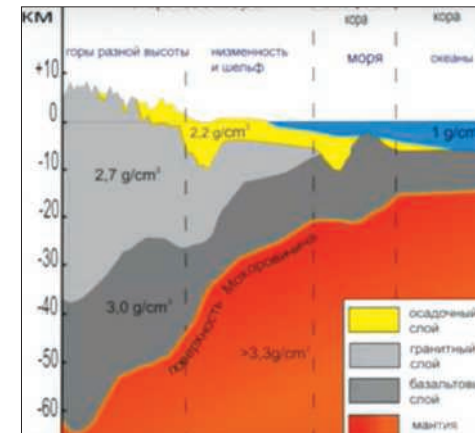 КМ
кора
кора
горы разной высоты
низменность
и шельф
моря
океаны
+10
0
-10
-20
-30
-40
-50
-60
2,2 g/cm³
1 g/cm
2,7 g/cm³
3,0 g/cm³
поверхность Мохоровичича
>3,3g/cm³
осадочный
слой
гранитный
слой
базальтовы
слой
мантия